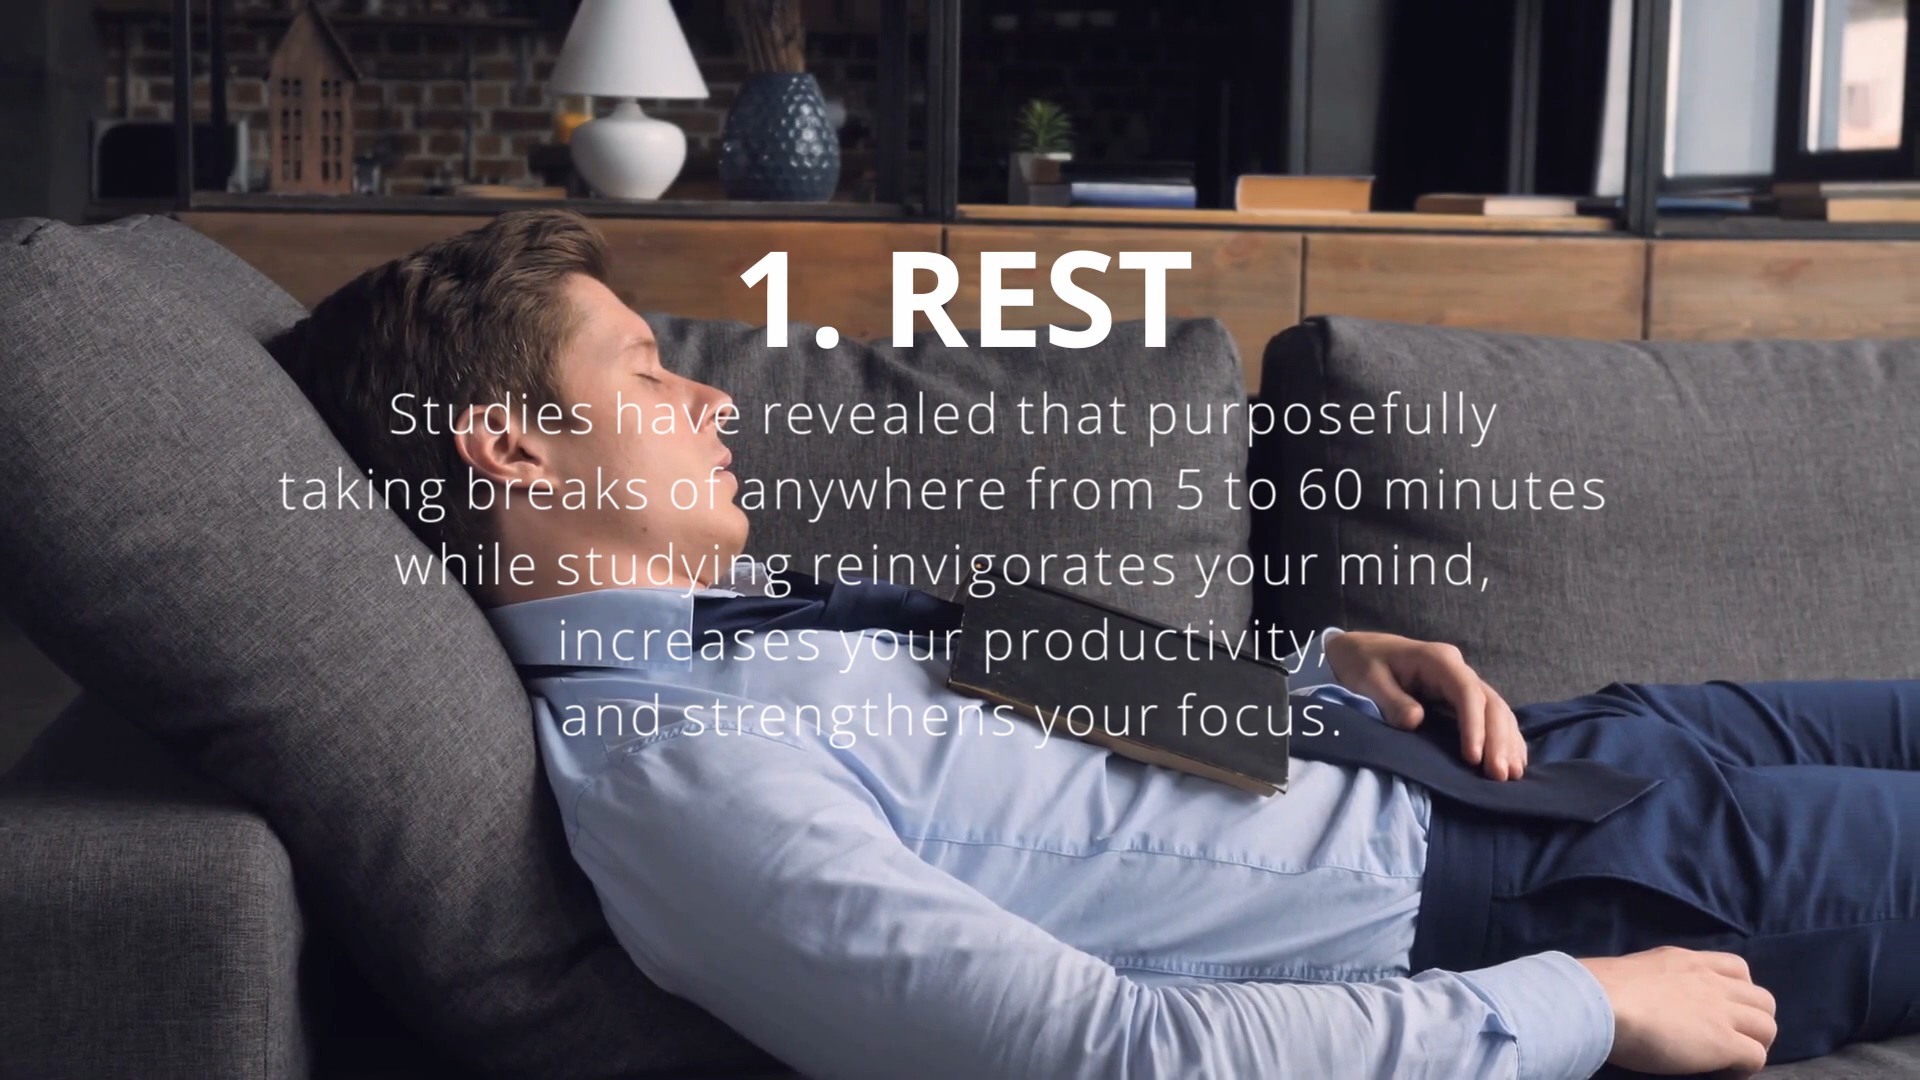 1. REST
Studies have revealed that purposefully
taking breaks of anywhere from 5 to 60 minutes
while studying reinvigorates your mind,
increases your productivity,
and strengthens your focus.